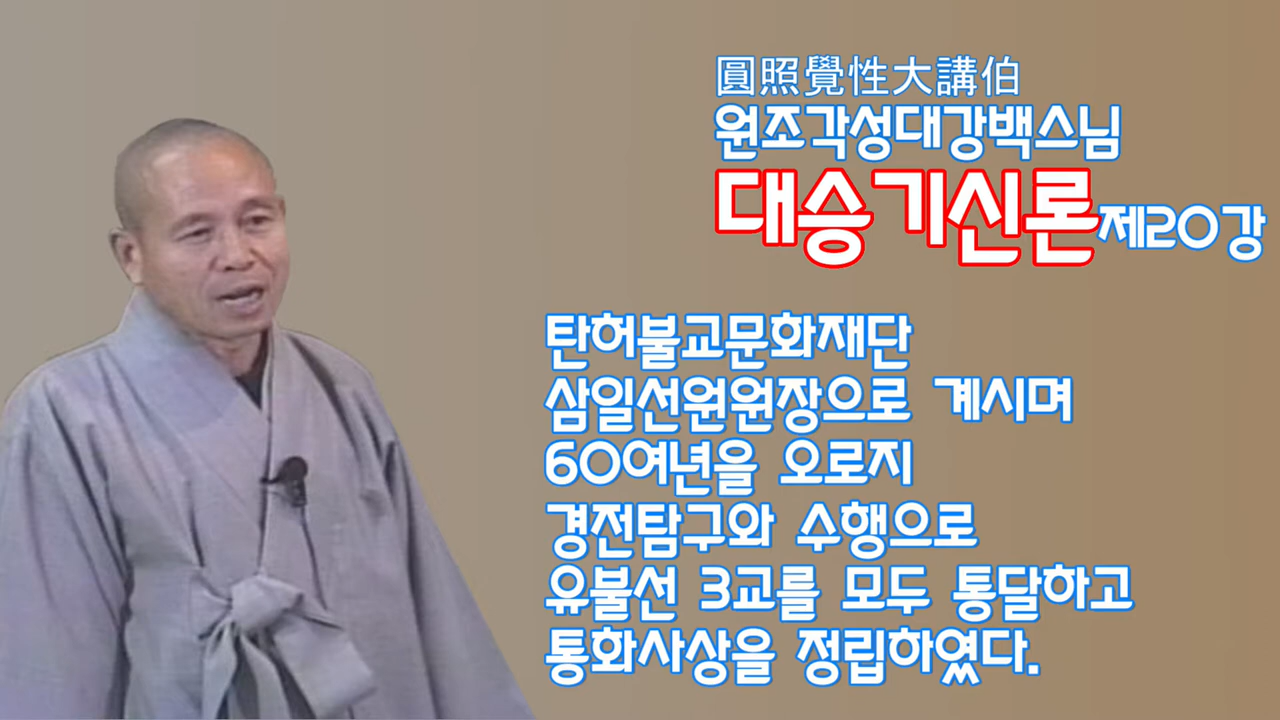 圓照覺性大講伯
원조각성대강백스님
대승기신론제20강
탄허불교문화재단
삼일선원원장으로 계시며
60여년을 오로지
경전탐구와 수행으로
유불선 3교를 모두 통달하고
통화사상을 정립하였다.